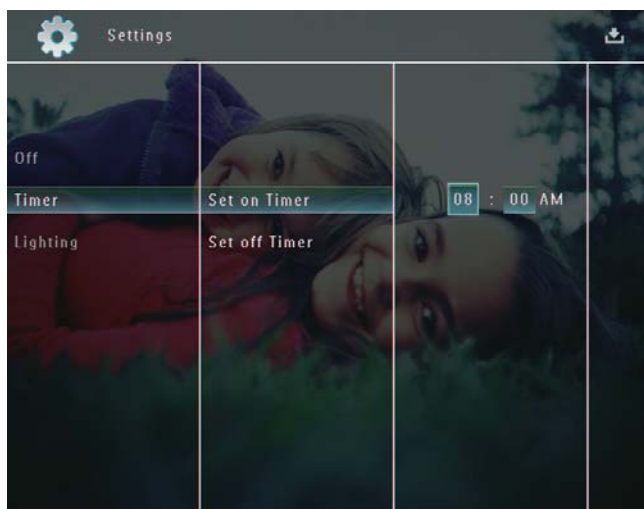 Settings
Off
Timer Set on Timer 08 : 00 AM
Lighting Set off Timer